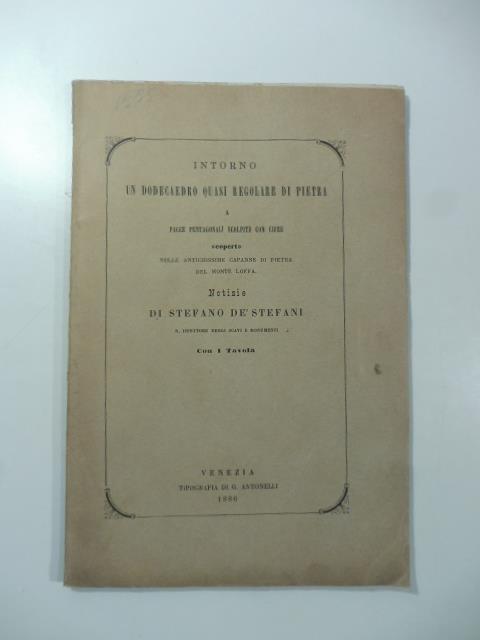 INTORNO
UN DODECAEDRO QUASI REGOLARE DI PIETRA
A
FACCE PENTAGONALI SCOLPITE CON CIFRE
scoperto
NELLE ANTICHISSIME CAPANNE DI PIETRA
DEL MONTE LOFFA.
Notizie
DI STEFANO DE' STEFANI
R. ISPETTORE DEGLI SCAVI E MONUMENTI
Con 1 Tavola
VENEZIA
TIPOGRAFIA DI G. ANTONELLI
1886